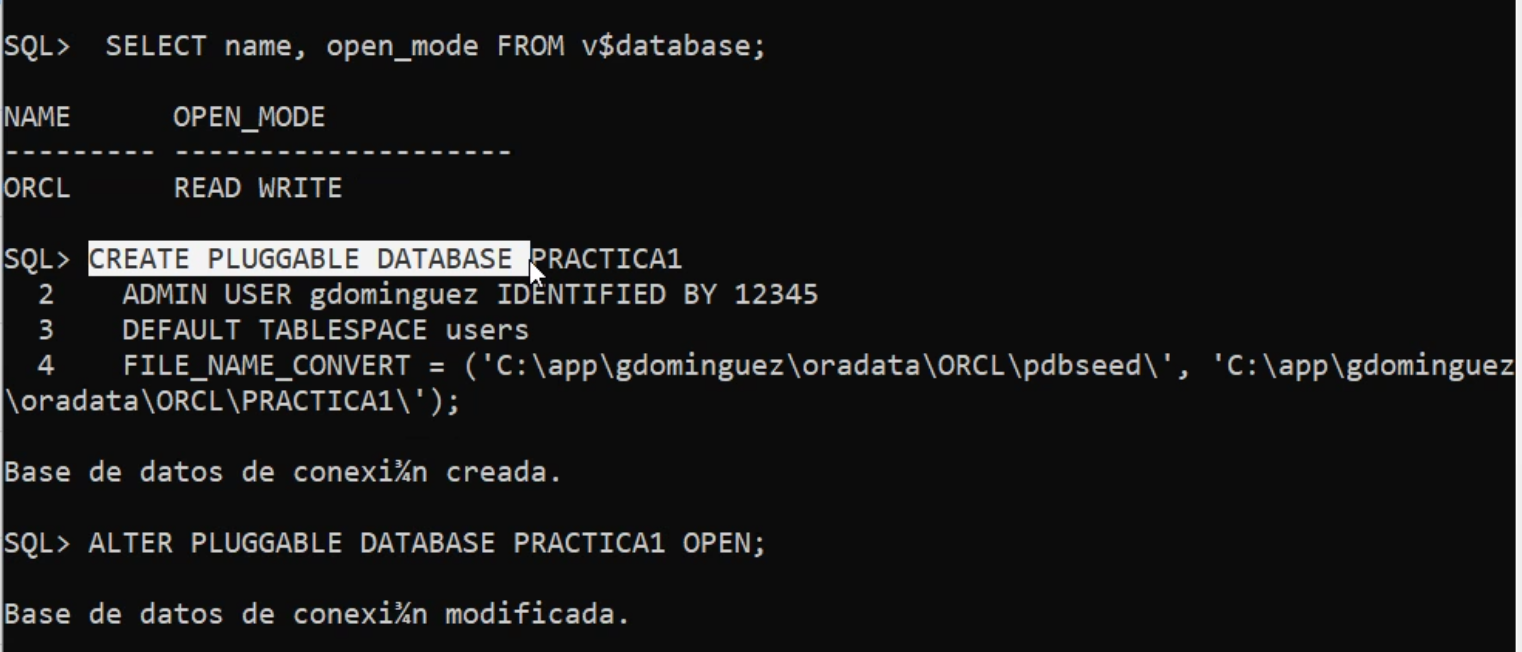 SQL>  SELECT name, open_mode FROM v$database;
NAME      OPEN_MODE
--------- --------------------
ORCL      READ WRITE
SQL> CREATE PLUGGABLE DATABASE PRACTICA1
  2    ADMIN USER gdominguez IDENTIFIED BY 12345
  3    DEFAULT TABLESPACE users
  4    FILE_NAME_CONVERT = ('C:\app\gdominguez\oradata\ORCL\pdbseed\', 'C:\app\gdominguez
\oradata\ORCL\PRACTICA1\');
Base de datos de conexi¾n creada.
SQL> ALTER PLUGGABLE DATABASE PRACTICA1 OPEN;
Base de datos de conexi¾n modificada.